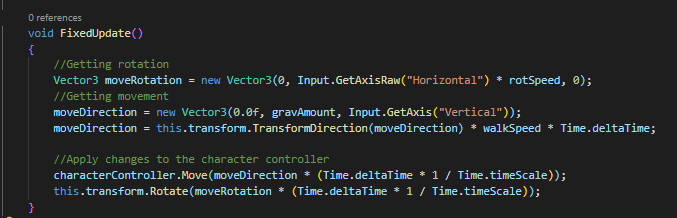 0 references
void FixedUpdate()
{
//Getting rotation
Vector3 moveRotation = new Vector3(0, Input.GetAxisRaw("Horizontal") * rotSpeed, 0);
//Getting movement
moveDirection = new Vector3(0.0f, gravAmount, Input.GetAxis("Vertical"));
moveDirection = this.transform.TransformDirection(moveDirection) * walkSpeed * Time.deltaTime;
//Apply changes to the character controller
characterController.Move(moveDirection * (Time.deltaTime * 1 / Time.timeScale));
this.transform.Rotate(moveRotation * (Time.deltaTime * 1 / Time.timeScale));
}